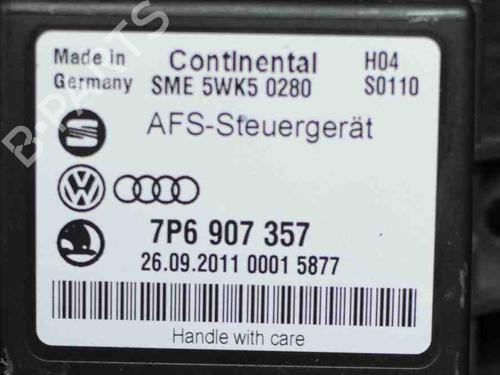 Made in Continental H04
Germany SME 5WK5 0280 S0110
AFS-Steuergerät
7P6 907 357
26.09.2011 0001 5877
Handle with care
B-PARTS